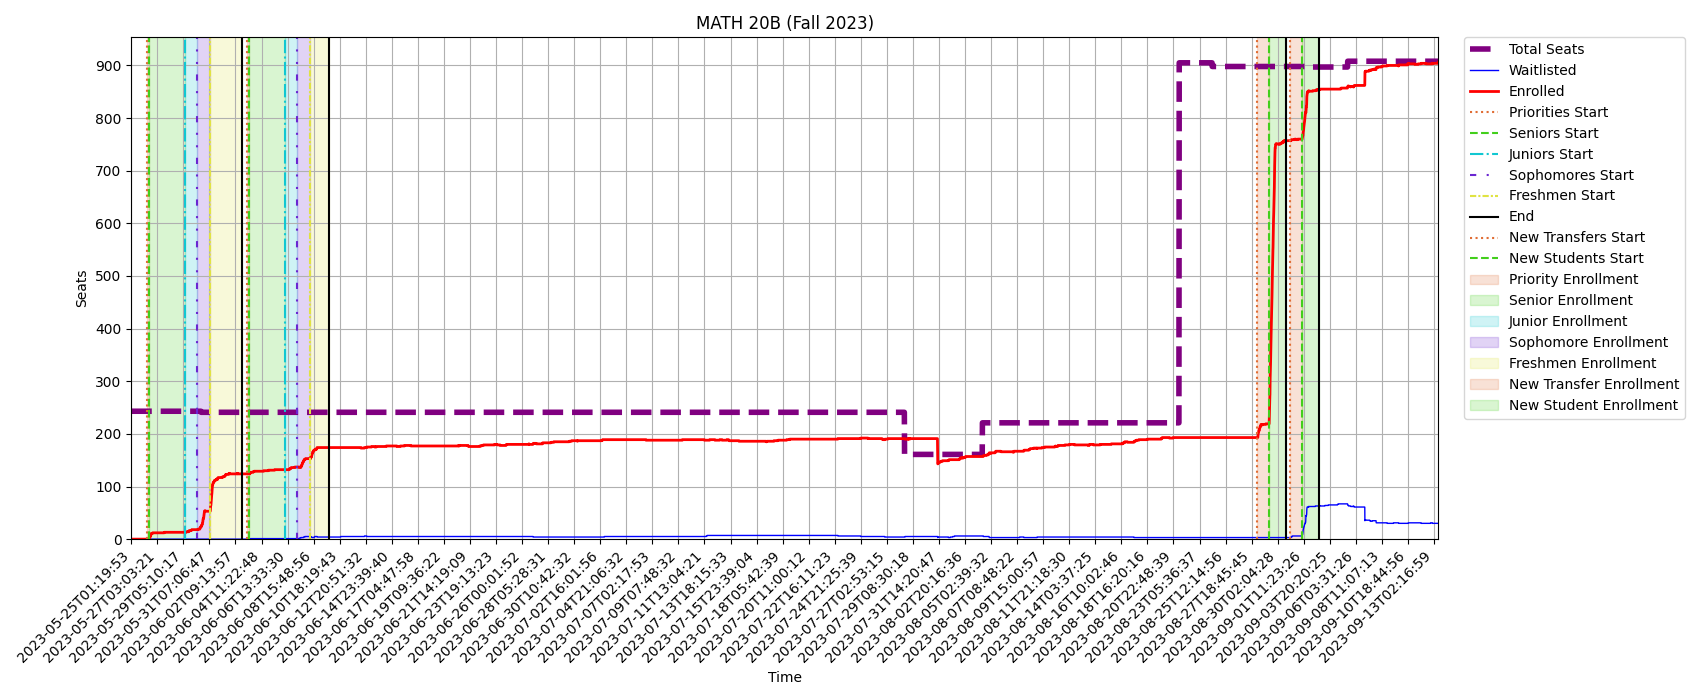 MATH 20B (Fall 2023)
Seats
900
800
700
600
500
400
300
200
100
0
2023-05-25T01:19:53
2023-05-27T03:03:21
2023-05-29T05:10:17
2023-05-31T07:06:47
2023-06-02T09:13:57
2023-06-04T11:22:48
2023-06-06T13:33:30
2023-06-08T15:48:56
2023-06-10T18:19:43
2023-06-12T20:51:32
2023-06-14T23:39:40
2023-06-17T04:47:58
2023-06-19T09:36:22
2023-06-21T14:19:09
2023-06-23T19:13:23
2023-06-26T00:01:52
2023-06-28T05:28:31
2023-06-30T10:42:32
2023-07-02T16:01:56
2023-07-04T21:06:32
2023-07-07T02:17:53
2023-07-09T07:48:32
2023-07-11T13:04:21
2023-07-13T18:15:33
2023-07-15T23:39:04
2023-07-18T05:42:39
2023-07-20T11:00:12
2023-07-22T16:11:23
2023-07-24T21:25:39
2023-07-27T02:53:15
2023-07-29T08:30:18
2023-07-31T14:20:47
2023-08-02T20:16:36
2023-08-05T02:39:32
2023-08-07T08:48:22
2023-08-09T15:00:57
2023-08-11T21:18:30
2023-08-14T04:37:25
2023-08-16T10:02:46
2023-08-18T16:20:16
2023-08-20T22:48:39
2023-08-23T05:36:37
2023-08-25T12:14:56
2023-08-27T18:45:45
2023-08-30T02:04:28
2023-09-01T11:23:26
2023-09-03T20:20:25
2023-09-06T03:31:26
2023-09-08T11:07:13
2023-09-10T18:44:56
2023-09-13T02:16:59
Time
Total Seats
Waitlisted
Enrolled
Priorities Start
Seniors Start
Juniors Start
Sophomores Start
Freshmen Start
End
New Transfers Start
New Students Start
Priority Enrollment
Senior Enrollment
Junior Enrollment
Sophomore Enrollment
Freshmen Enrollment
New Transfer Enrollment
New Student Enrollment